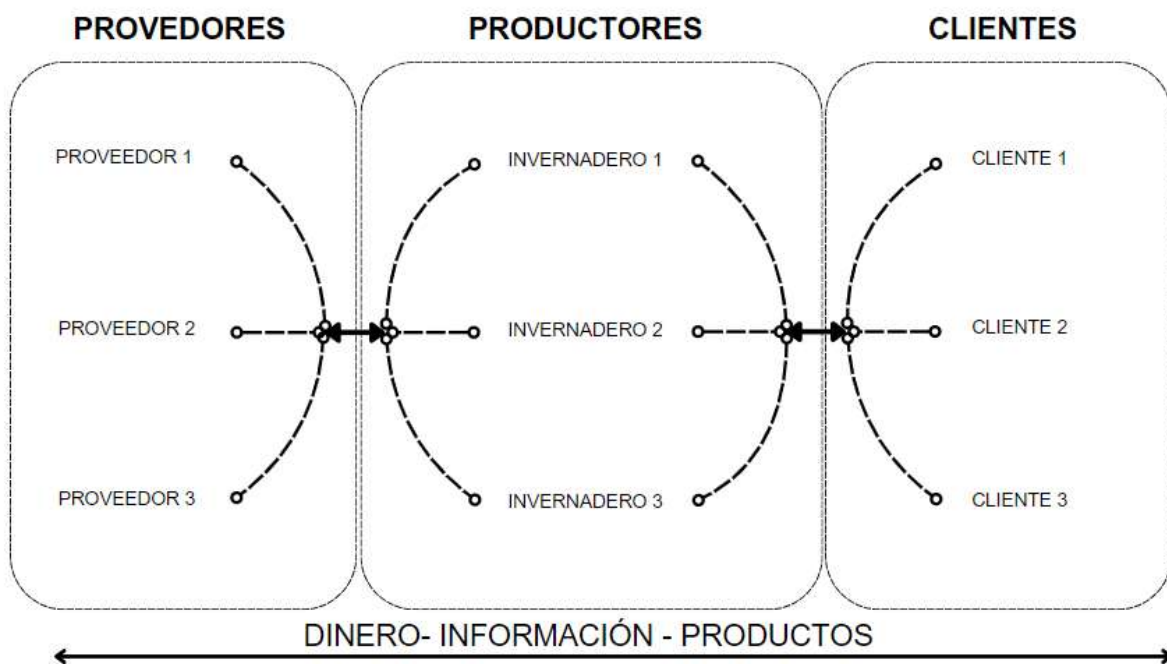 PROVEDORES PRODUCTORES CLIENTES
PROVEEDOR 1 INVERNADERO 1 CLIENTE 1
PROVEEDOR 2 INVERNADERO 2 CLIENTE 2
PROVEEDOR 3 INVERNADERO 3 CLIENTE 3
DINERO- INFORMACIÓN - PRODUCTOS